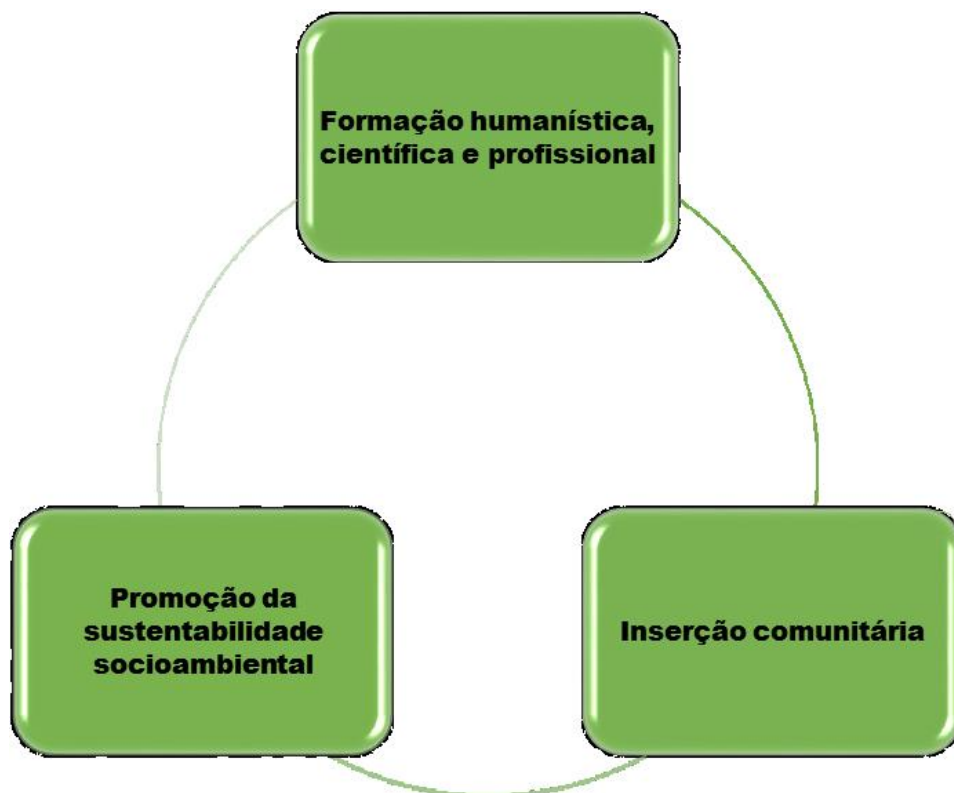 Formação humanística,
científica e profissional
Promoção da
sustentabilidade
socioambiental
Inserção comunitária